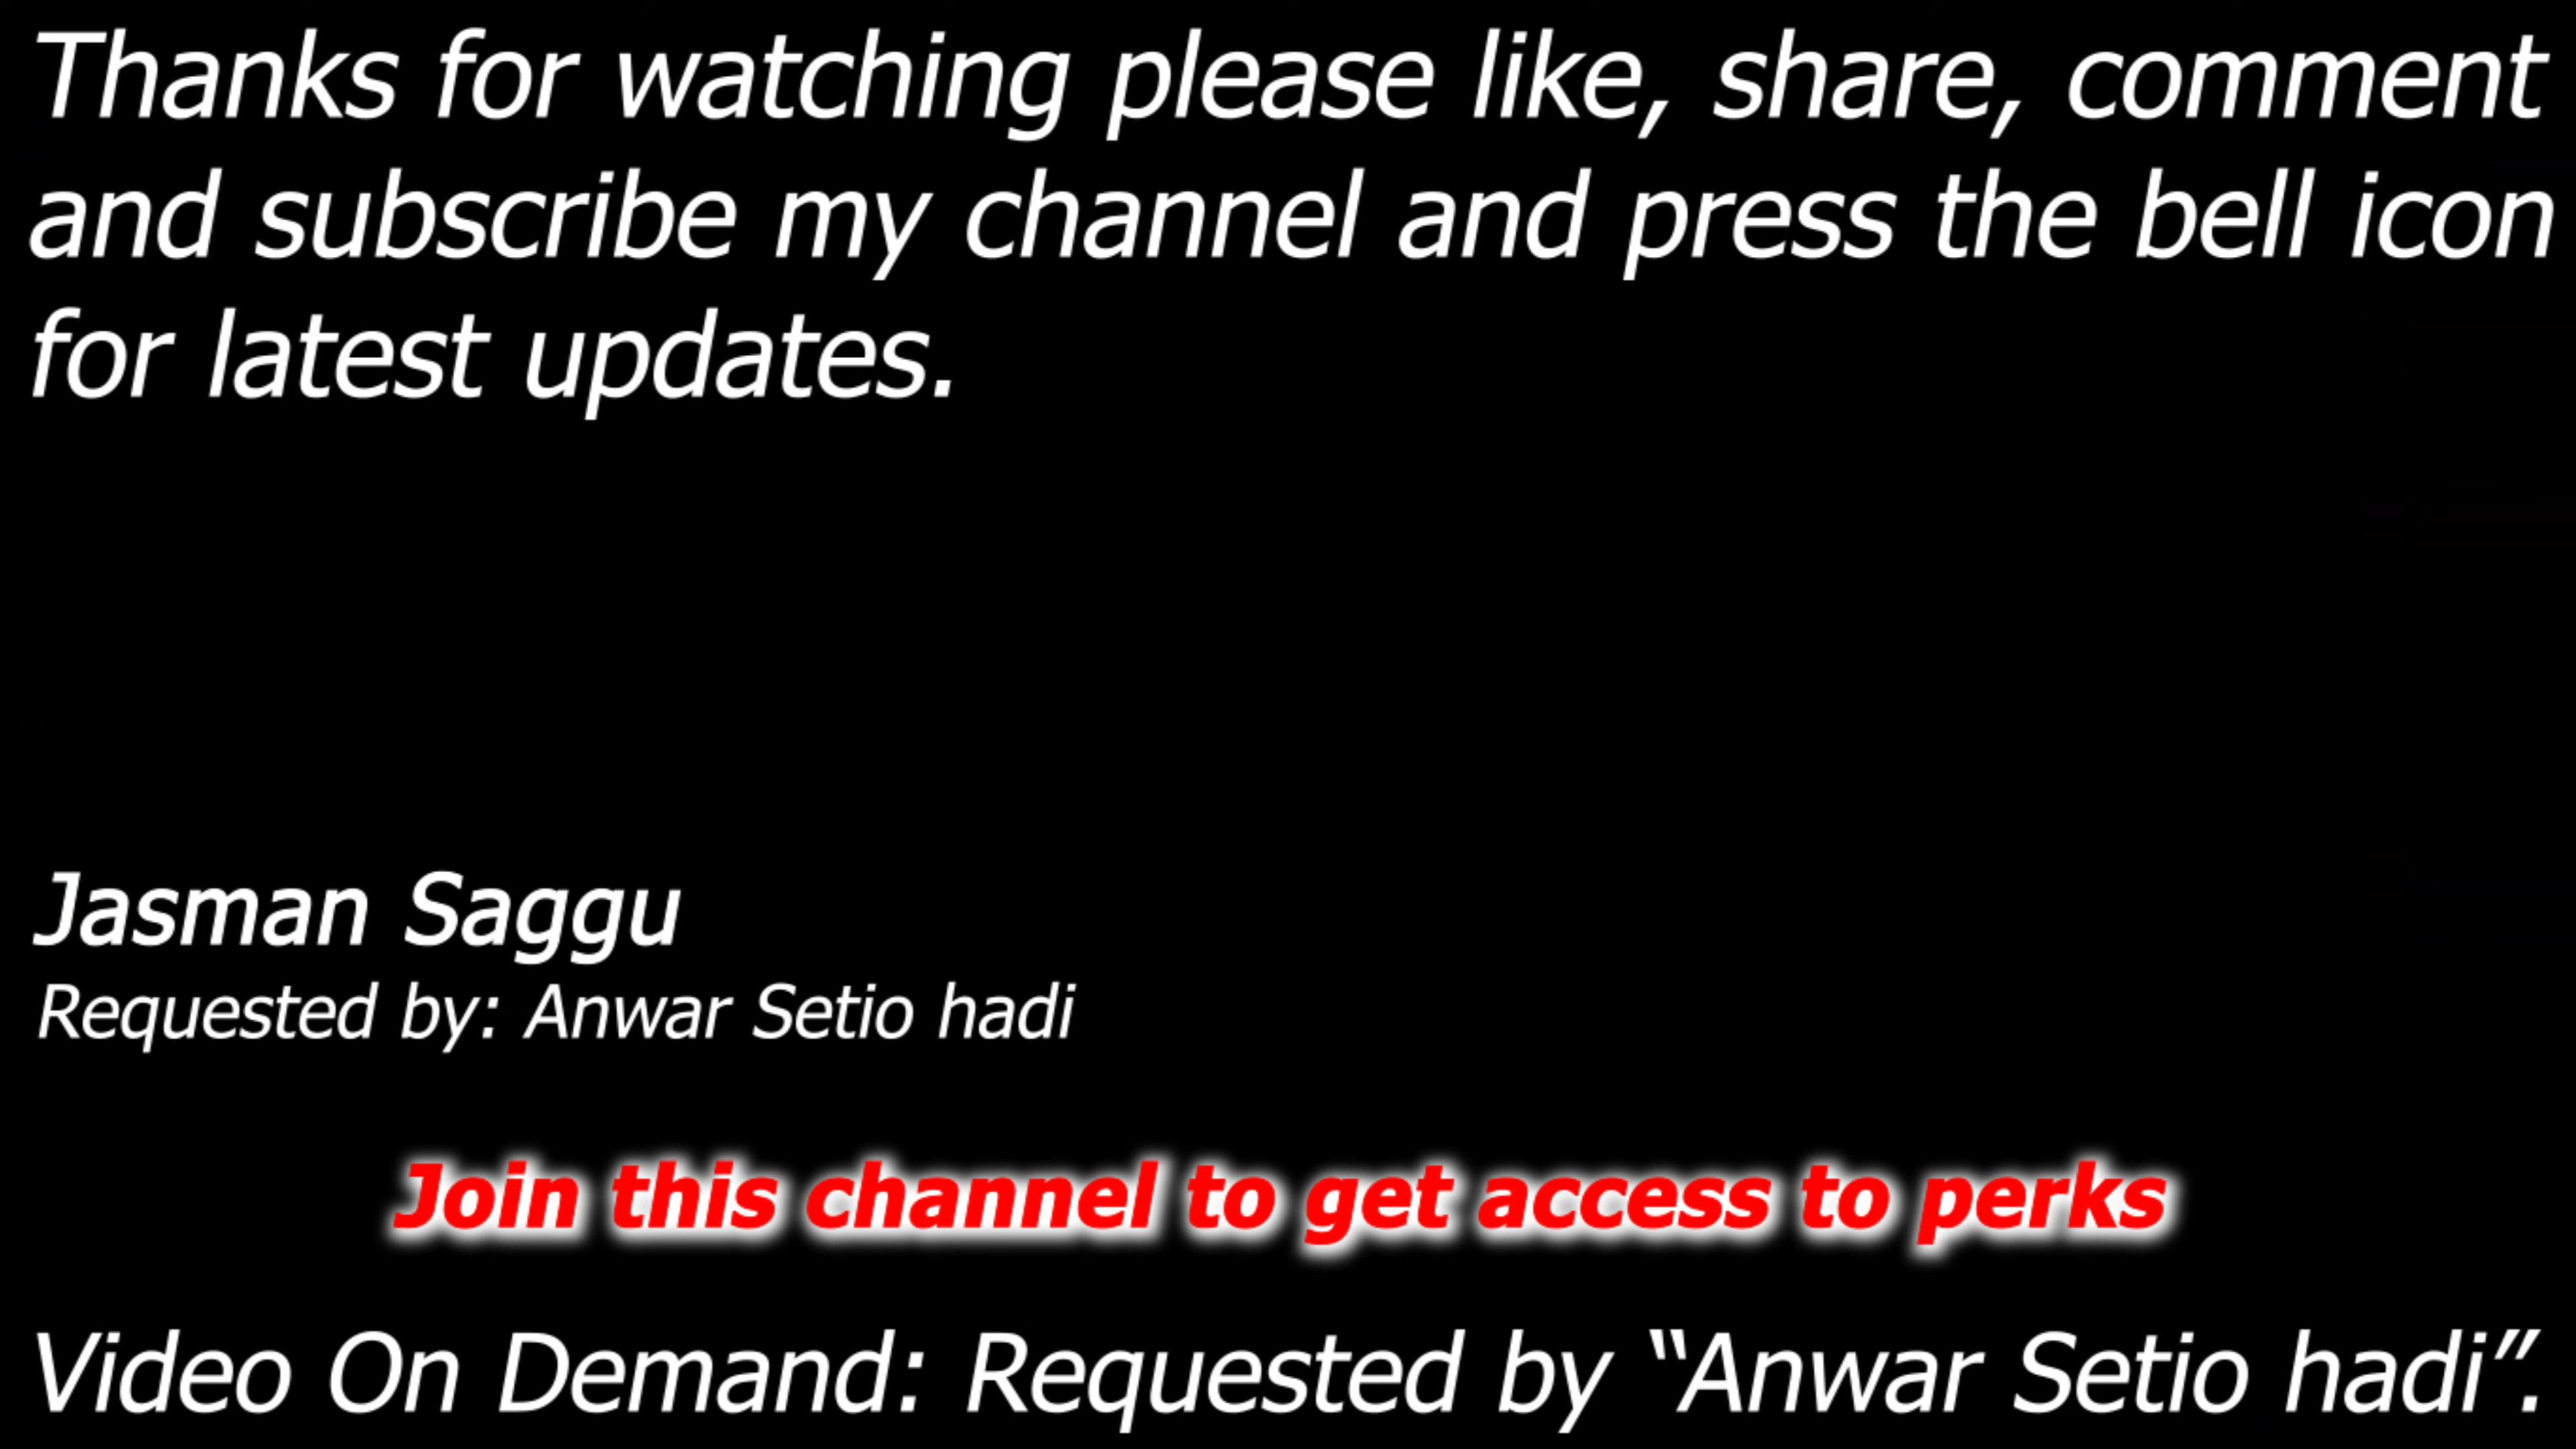 Thanks for watching please like, share, comment
and subscribe my channel and press the bell icon
for latest updates.
Jasman Saggu
Requested by: Anwar Setio hadi
Join this channel to get access to perks
Video On Demand: Requested by “Anwar Setio hadi”.